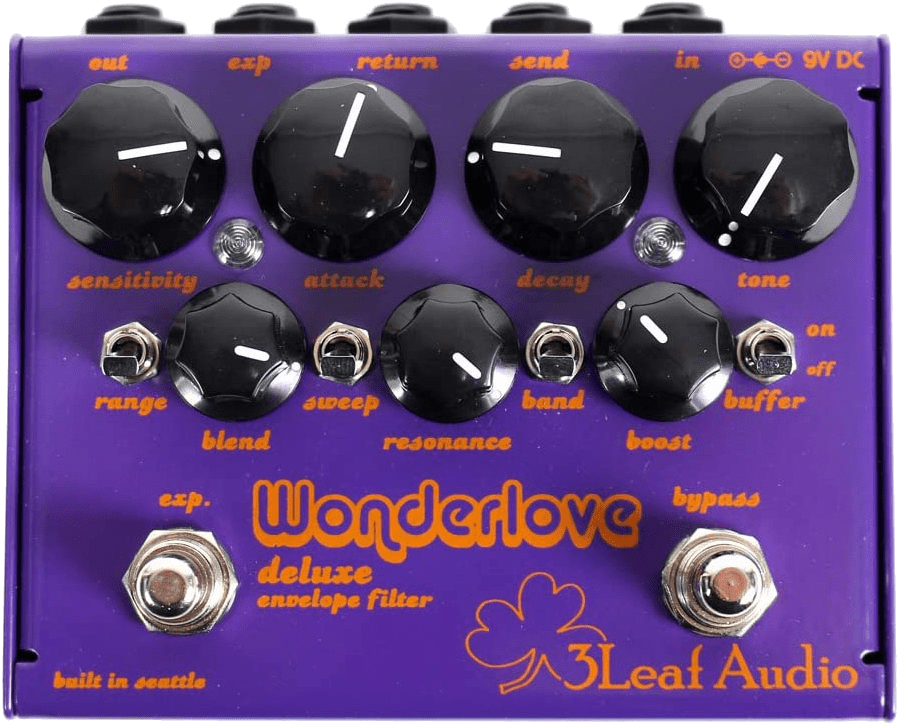 out exp return send in 9V DC
sensitivity attack decay tone
on
off
range sweep band buffer
blend resonance boost
exp. bypass
Wonderlove
deluxe
envelope filter
3Leaf Audio
built in seattle